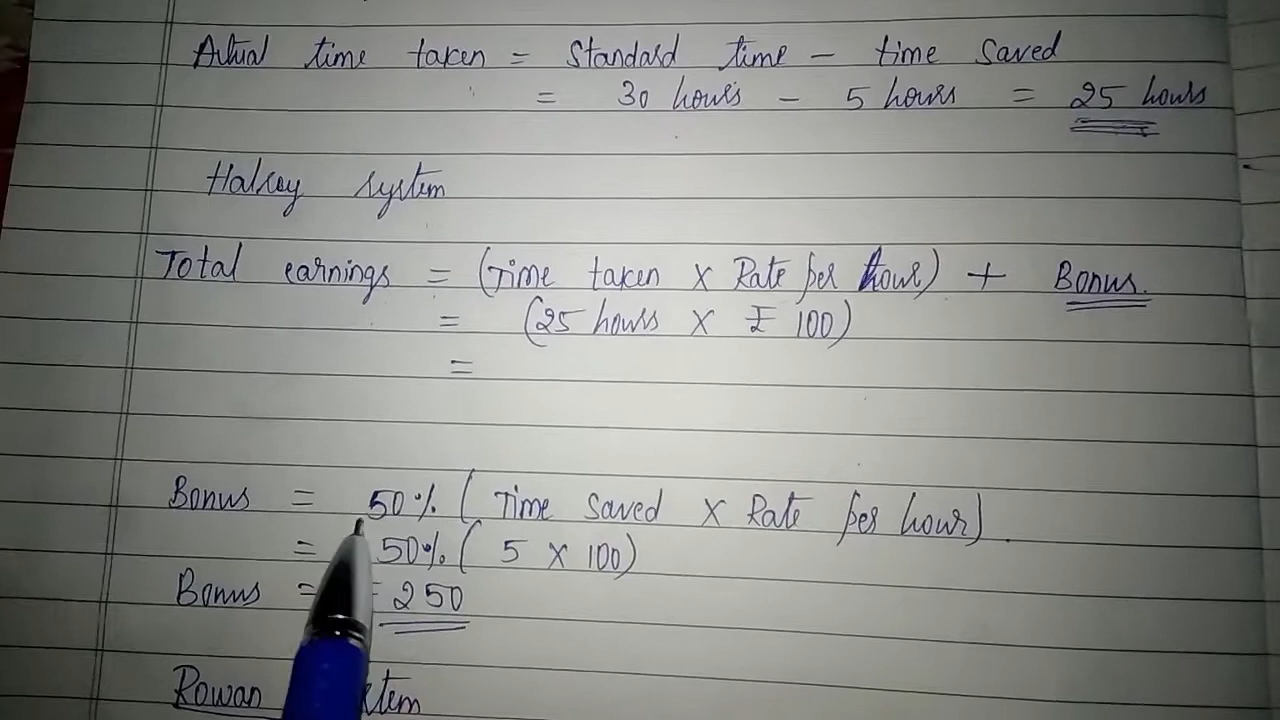 Actual time taken = Standard time - time saved
= 30 hours - 5 hours = 25 hours
Halsey system
Total earnings = (Time taken X Rate per hour) + Bonus.
= (25 hours X ₹ 100)
=
Bonus = 50% ( Time saved X Rate per hour) .
= 50% ( 5 X 100)
Bonus = 250
Rowan